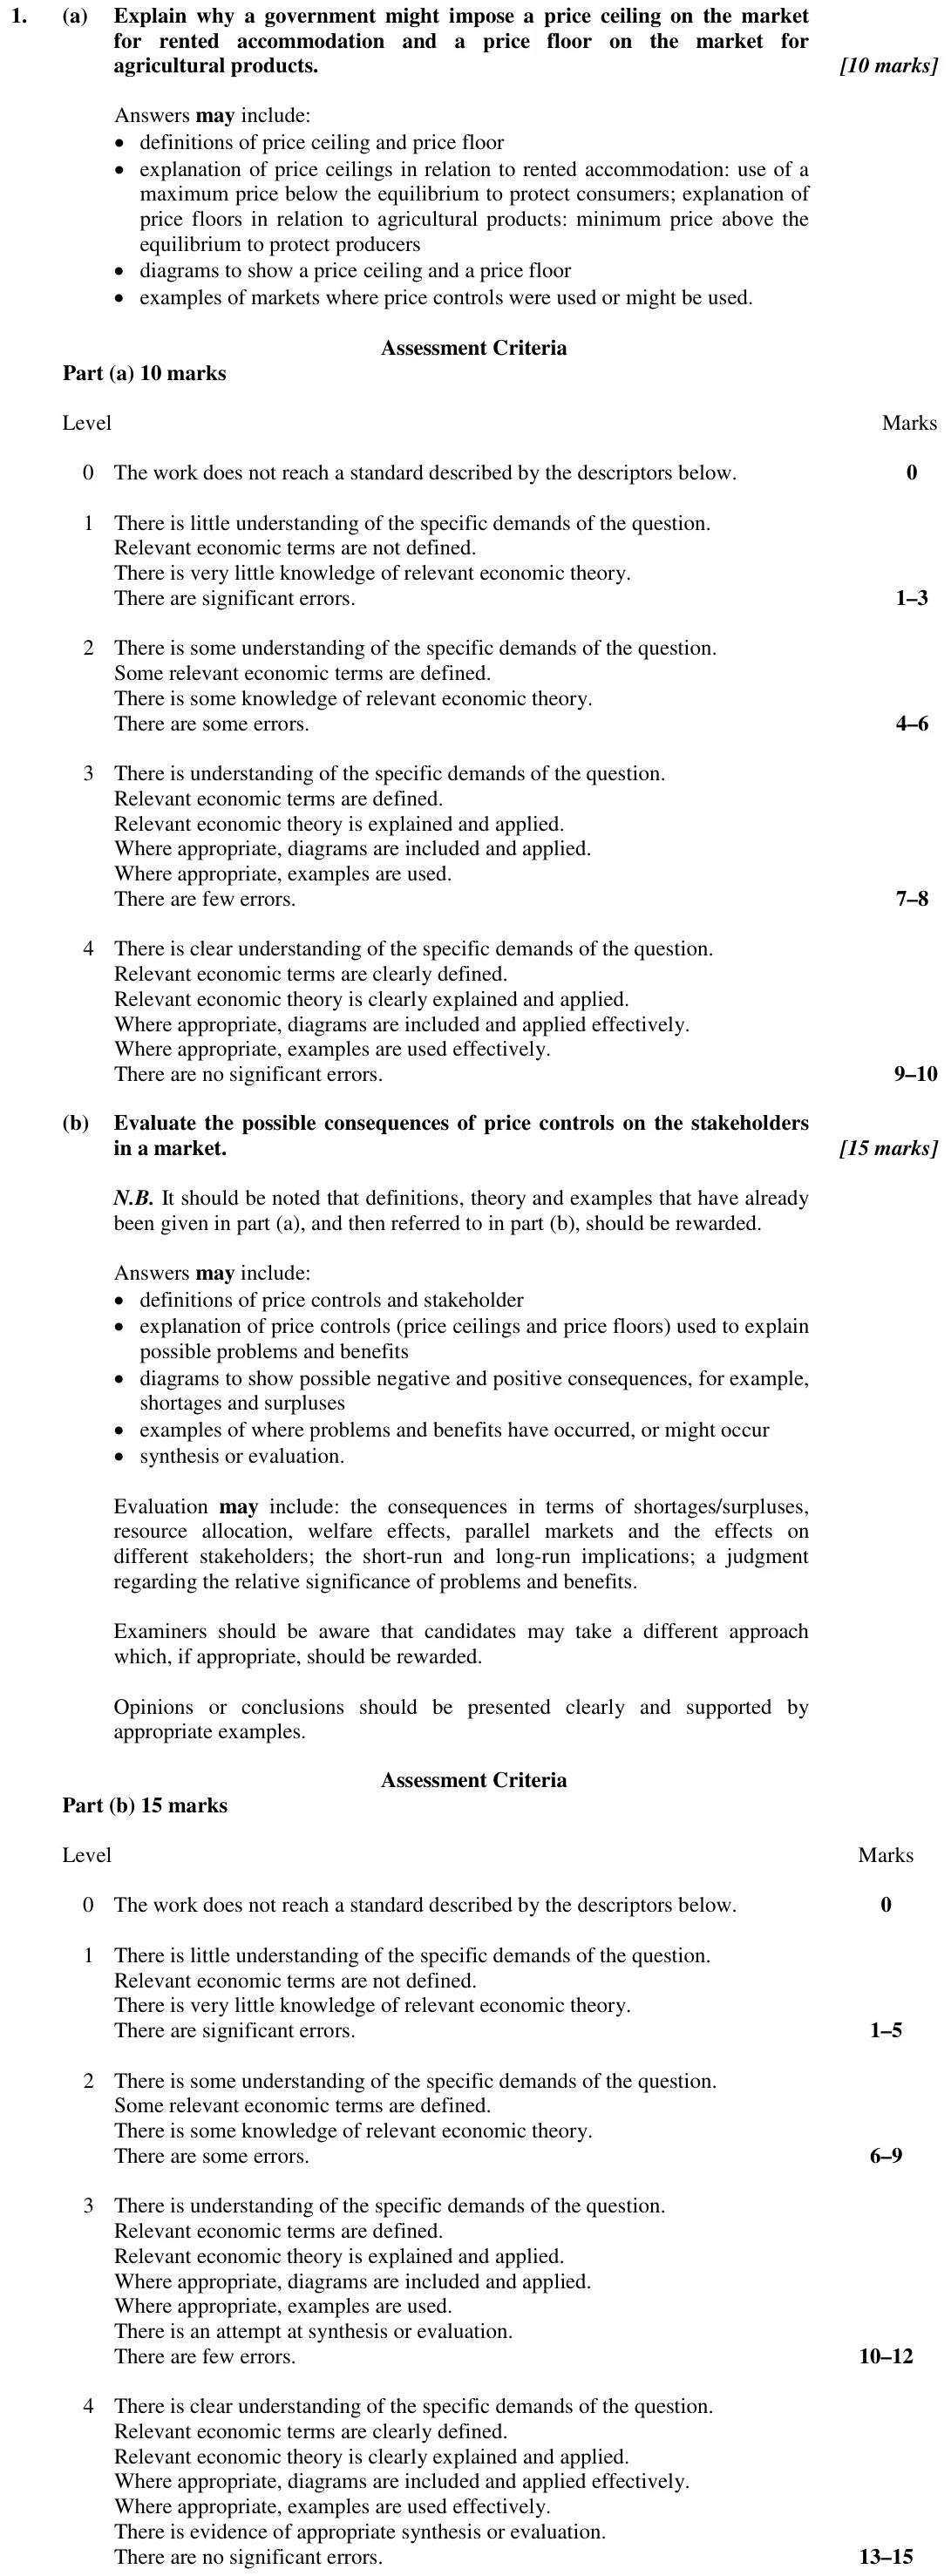 1. (a) Explain why a government might impose a price ceiling on the market
for rented accommodation and a price floor on the market for
agricultural products. [10 marks]
Answers may include:
• definitions of price ceiling and price floor
• explanation of price ceilings in relation to rented accommodation: use of a
maximum price below the equilibrium to protect consumers; explanation of
price floors in relation to agricultural products: minimum price above the
equilibrium to protect producers
• diagrams to show a price ceiling and a price floor
• examples of markets where price controls were used or might be used.
Assessment Criteria
Part (a) 10 marks
Level Marks
0 The work does not reach a standard described by the descriptors below. 0
1 There is little understanding of the specific demands of the question.
Relevant economic terms are not defined.
There is very little knowledge of relevant economic theory.
There are significant errors. 1–3
2 There is some understanding of the specific demands of the question.
Some relevant economic terms are defined.
There is some knowledge of relevant economic theory.
There are some errors. 4–6
3 There is understanding of the specific demands of the question.
Relevant economic terms are defined.
Relevant economic theory is explained and applied.
Where appropriate, diagrams are included and applied.
Where appropriate, examples are used.
There are few errors. 7–8
4 There is clear understanding of the specific demands of the question.
Relevant economic terms are clearly defined.
Relevant economic theory is clearly explained and applied.
Where appropriate, diagrams are included and applied effectively.
Where appropriate, examples are used effectively.
There are no significant errors. 9–10
(b) Evaluate the possible consequences of price controls on the stakeholders
in a market. [15 marks]
N.B. It should be noted that definitions, theory and examples that have already
been given in part (a), and then referred to in part (b), should be rewarded.
Answers may include:
• definitions of price controls and stakeholder
• explanation of price controls (price ceilings and price floors) used to explain
possible problems and benefits
• diagrams to show possible negative and positive consequences, for example,
shortages and surpluses
• examples of where problems and benefits have occurred, or might occur
• synthesis or evaluation.
Evaluation may include: the consequences in terms of shortages/surpluses,
resource allocation, welfare effects, parallel markets and the effects on
different stakeholders; the short-run and long-run implications; a judgment
regarding the relative significance of problems and benefits.
Examiners should be aware that candidates may take a different approach
which, if appropriate, should be rewarded.
Opinions or conclusions should be presented clearly and supported by
appropriate examples.
Assessment Criteria
Part (b) 15 marks
Level Marks
0 The work does not reach a standard described by the descriptors below. 0
1 There is little understanding of the specific demands of the question.
Relevant economic terms are not defined.
There is very little knowledge of relevant economic theory.
There are significant errors. 1–5
2 There is some understanding of the specific demands of the question.
Some relevant economic terms are defined.
There is some knowledge of relevant economic theory.
There are some errors. 6–9
3 There is understanding of the specific demands of the question.
Relevant economic terms are defined.
Relevant economic theory is explained and applied.
Where appropriate, diagrams are included and applied.
Where appropriate, examples are used.
There is an attempt at synthesis or evaluation.
There are few errors. 10–12
4 There is clear understanding of the specific demands of the question.
Relevant economic terms are clearly defined.
Relevant economic theory is clearly explained and applied.
Where appropriate, diagrams are included and applied effectively.
Where appropriate, examples are used effectively.
There is evidence of appropriate synthesis or evaluation.
There are no significant errors. 13–15